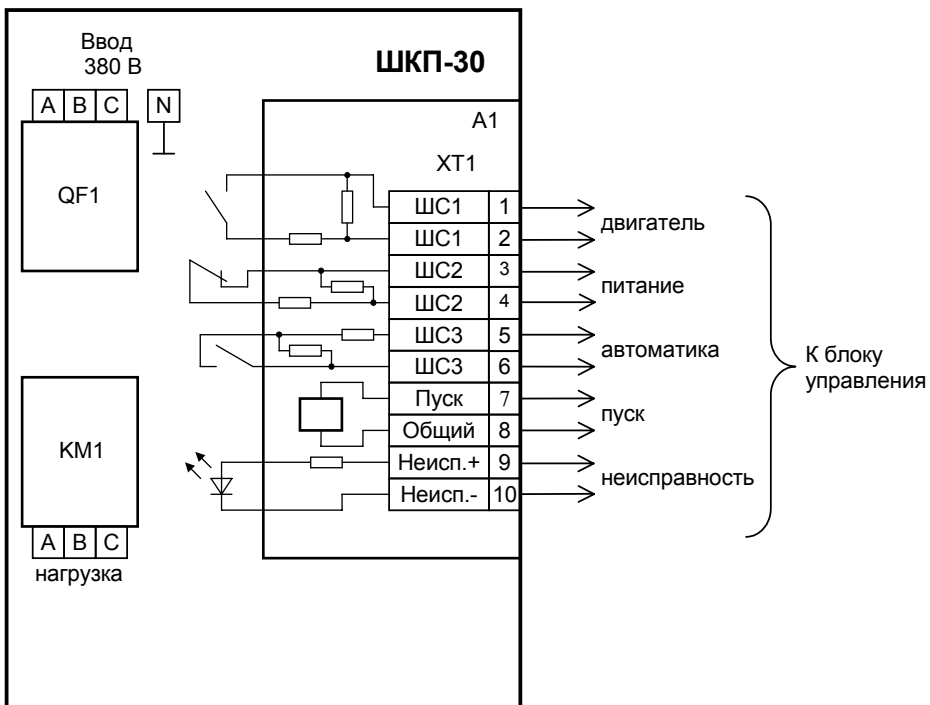 Ввод
380 В
ШКП-30
A B C N
A1
QF1
XT1
ШС1 1
двигатель
ШС1 2
ШС2 3
питание
ШС2 4
ШС3 5
автоматика
ШС3 6
К блоку
управления
Пуск 7
пуск
Общий 8
KM1
Неисп.+ 9
неисправность
Неисп.- 10
A B C
нагрузка